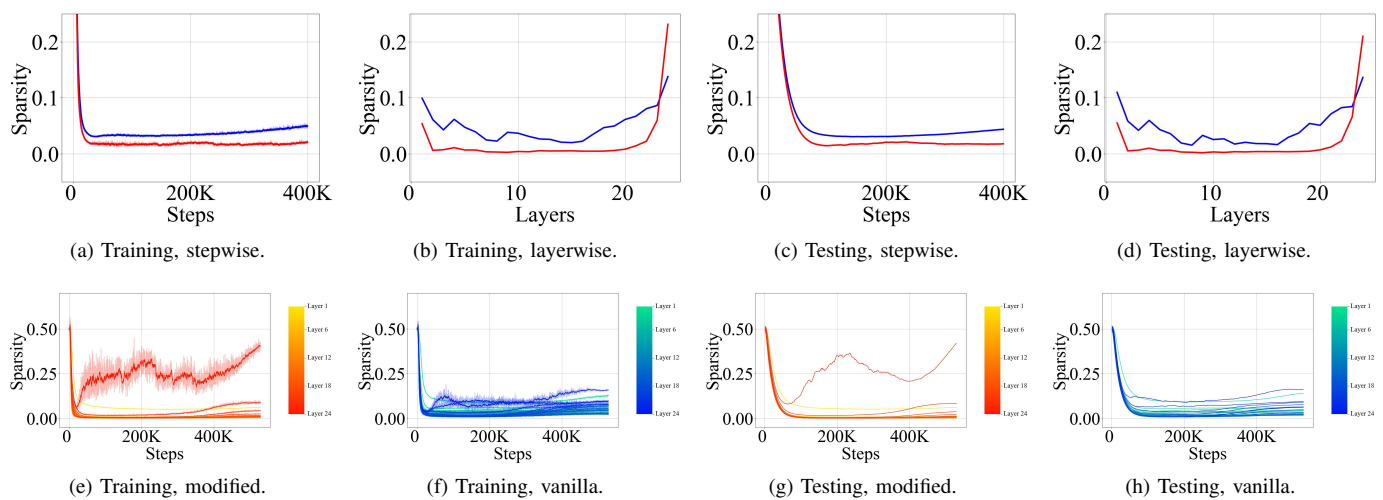 Sparsity
0.2
0.1
0.0
0
200K
400K
Steps
(a) Training, stepwise.
Sparsity
0.2
0.1
0.0
0
10
20
Layers
(b) Training, layerwise.
Sparsity
0.2
0.1
0.0
0
200K
400K
Steps
(c) Testing, stepwise.
Sparsity
0.2
0.1
0.0
0
10
20
Layers
(d) Testing, layerwise.
Sparsity
0.50
0.25
0.00
0
200K
400K
Steps
Layer 1
Layer 6
Layer 12
Layer 18
Layer 24
(e) Training, modified.
Sparsity
0.50
0.25
0.00
0
200K
400K
Steps
Layer 1
Layer 6
Layer 12
Layer 18
Layer 24
(f) Training, vanilla.
Sparsity
0.50
0.25
0.00
0
200K
400K
Steps
Layer 1
Layer 6
Layer 12
Layer 18
Layer 24
(g) Testing, modified.
Sparsity
0.50
0.25
0.00
0
200K
400K
Steps
Layer 1
Layer 6
Layer 12
Layer 18
Layer 24
(h) Testing, vanilla.